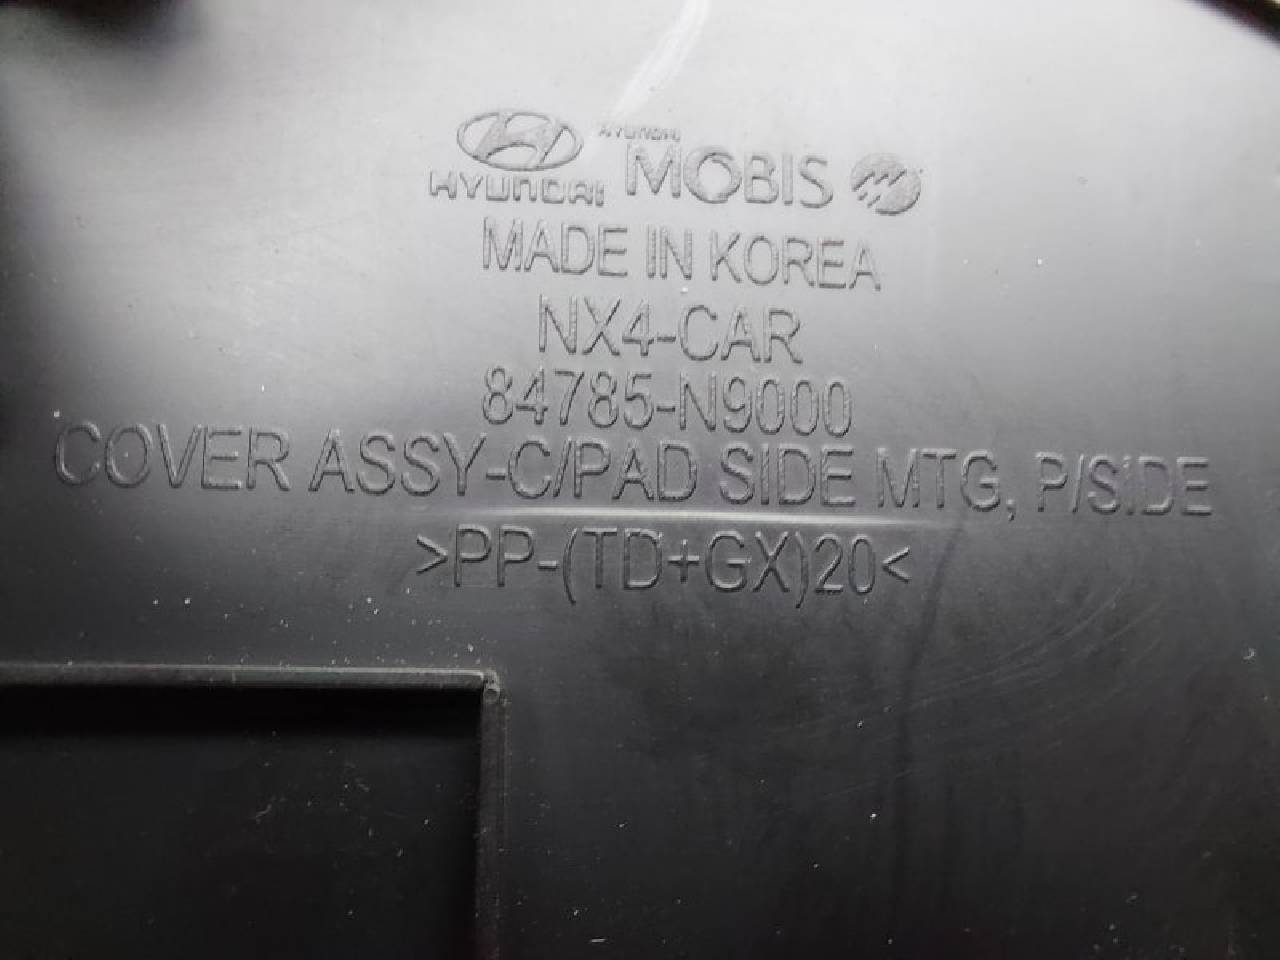 HYUNDAI
HYUNDAI
MOBIS
MADE IN KOREA
NX4-CAR
84785-N9000
COVER ASSY-C/PAD SIDE MTG, P/SIDE
>PP-(TD+GX)20<